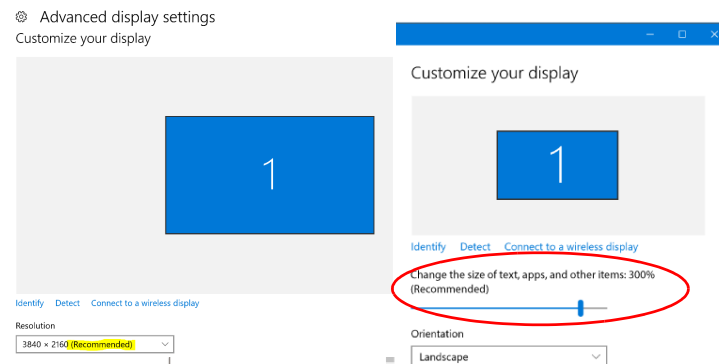 Advanced display settings
Customize your display
1
Identify Detect Connect to a wireless display
Resolution
3840 × 2160 (Recommended)
Customize your display
1
Identify Detect Connect to a wireless display
Change the size of text, apps, and other items: 300%
(Recommended)
Orientation
Landscape